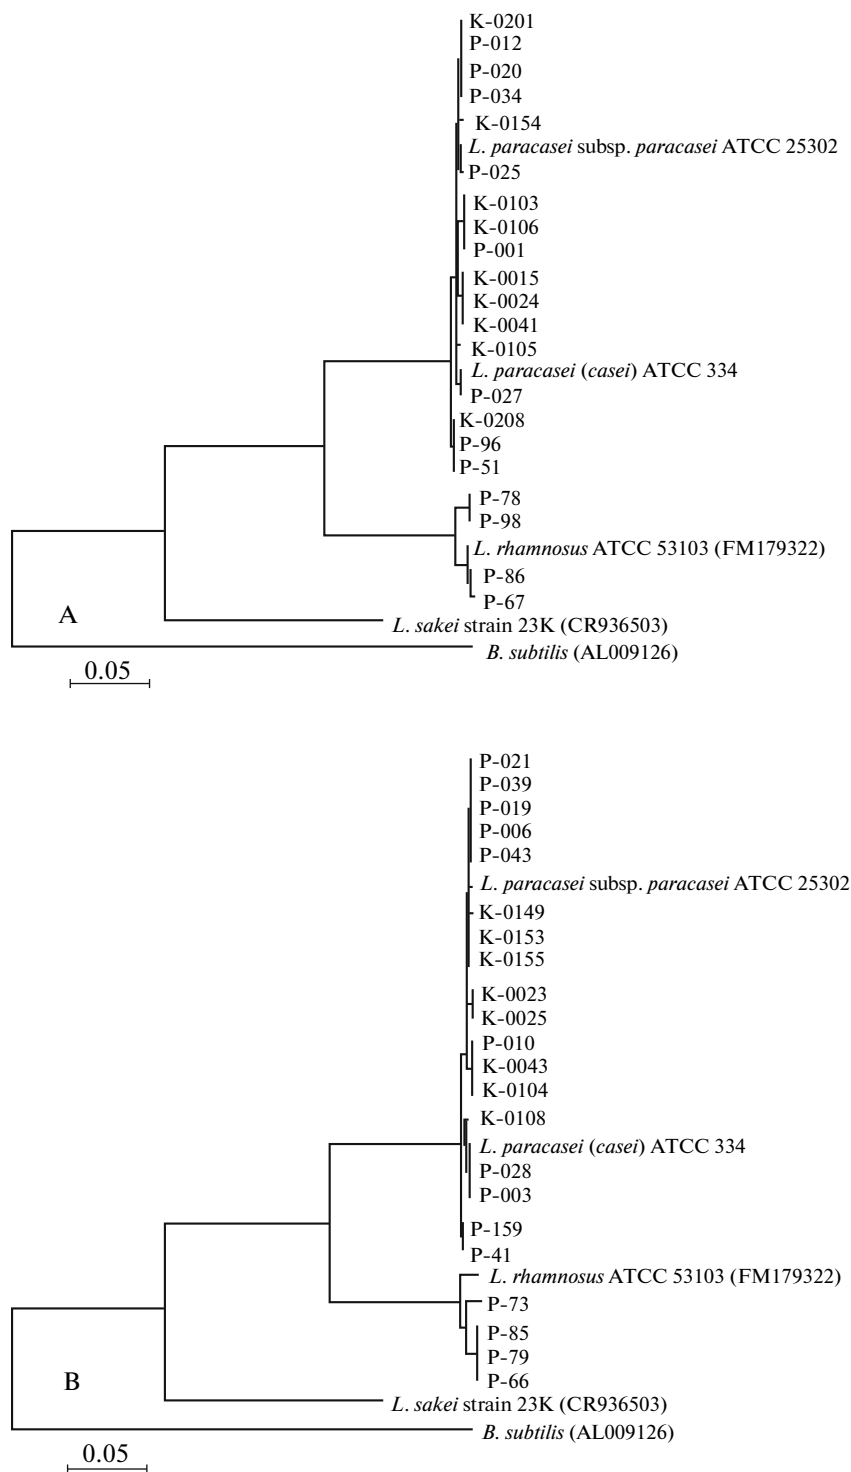 K-0201
P-012
P-020
P-034
K-0154
L. paracasei subsp. paracasei ATCC 25302
P-025
K-0103
K-0106
P-001
K-0015
K-0024
K-0041
K-0105
L. paracasei (casei) ATCC 334
P-027
K-0208
P-96
P-51
P-78
P-98
L. rhamnosus ATCC 53103 (FM179322)
P-86
P-67
A
L. sakei strain 23K (CR936503)
B. subtilis (AL009126)
0.05
P-021
P-039
P-019
P-006
P-043
L. paracasei subsp. paracasei ATCC 25302
K-0149
K-0153
K-0155
K-0023
K-0025
P-010
K-0043
K-0104
K-0108
L. paracasei (casei) ATCC 334
P-028
P-003
P-159
P-41
L. rhamnosus ATCC 53103 (FM179322)
P-73
P-85
P-79
P-66
B
L. sakei strain 23K (CR936503)
B. subtilis (AL009126)
0.05